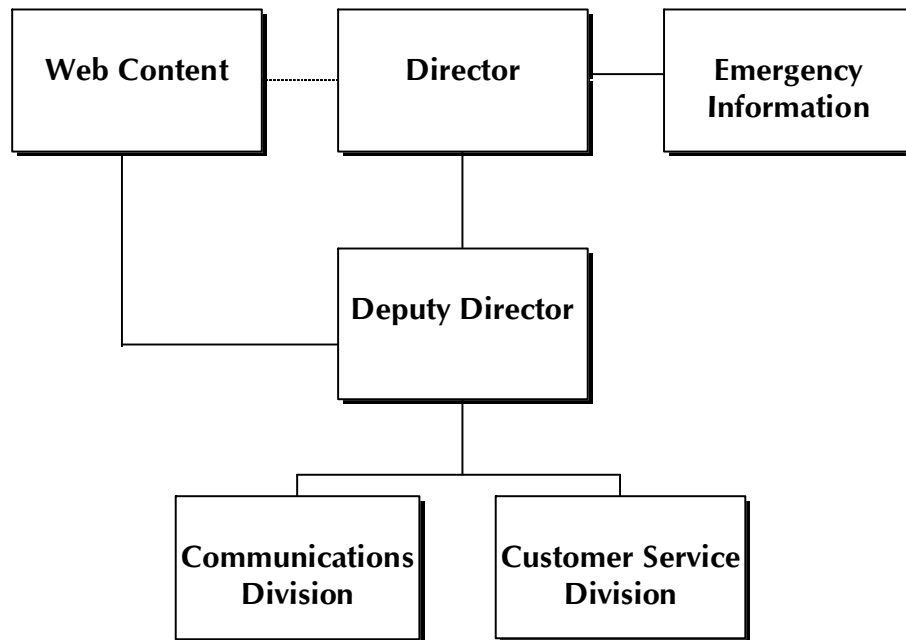 Web Content
Director
Emergency
Information
Deputy Director
Communications
Division
Customer Service
Division